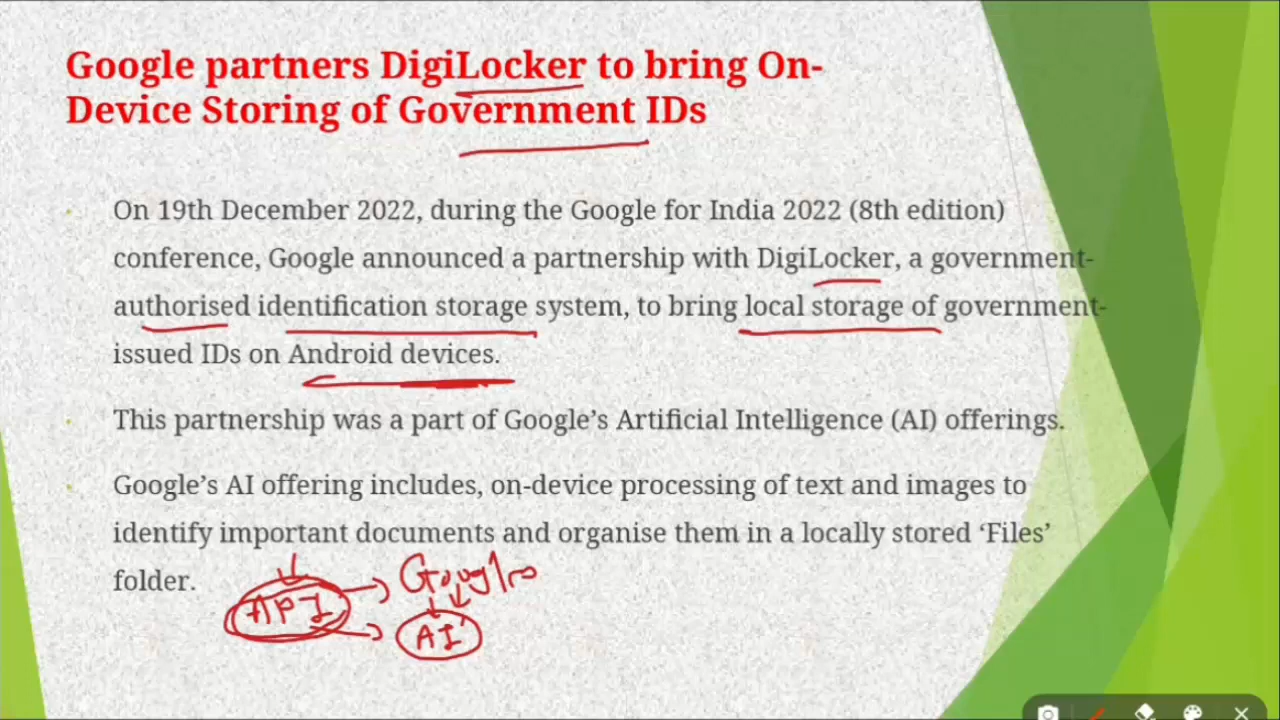 Google partners DigiLocker to bring On-
Device Storing of Government IDs
On 19th December 2022, during the Google for India 2022 (8th edition)
conference, Google announced a partnership with DigiLocker, a government-
authorised identification storage system, to bring local storage of government-
issued IDs on Android devices.
This partnership was a part of Google’s Artificial Intelligence (AI) offerings.
Google’s AI offering includes, on-device processing of text and images to
identify important documents and organise them in a locally stored ‘Files’
folder.
API
AI